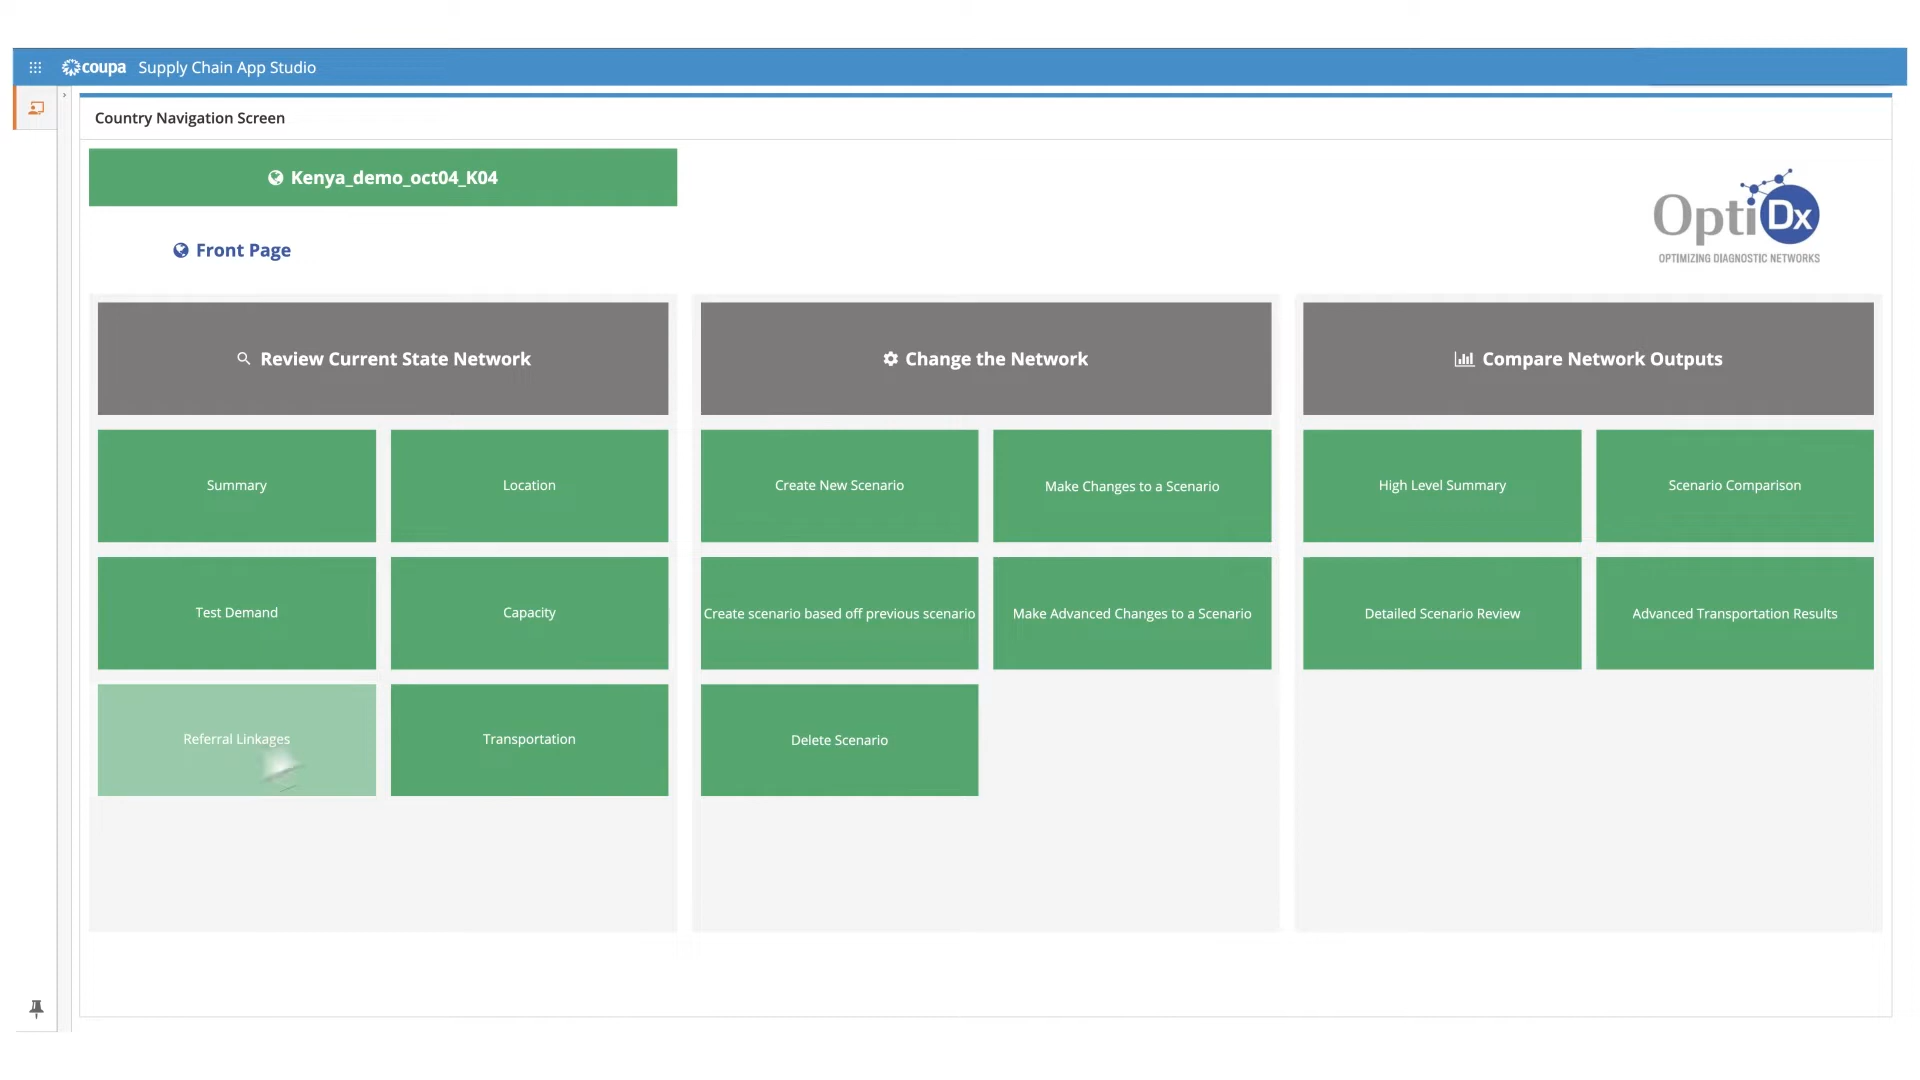 coupa Supply Chain App Studio
Country Navigation Screen
Kenya_demo_oct04_K04
OptiDx
OPTIMIZING DIAGNOSTIC NETWORKS
Front Page
Review Current State Network
Change the Network
Compare Network Outputs
Summary
Location
Create New Scenario
Make Changes to a Scenario
High Level Summary
Scenario Comparison
Test Demand
Capacity
Create scenario based off previous scenario
Make Advanced Changes to a Scenario
Detailed Scenario Review
Advanced Transportation Results
Referral Linkages
Transportation
Delete Scenario